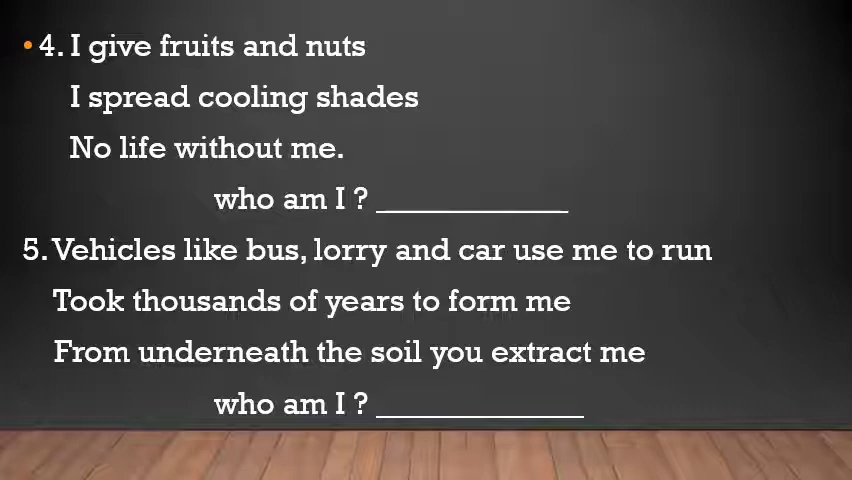 • 4. I give fruits and nuts
I spread cooling shades
No life without me.
who am I ? ____________
5. Vehicles like bus, lorry and car use me to run
Took thousands of years to form me
From underneath the soil you extract me
who am I ? _____________